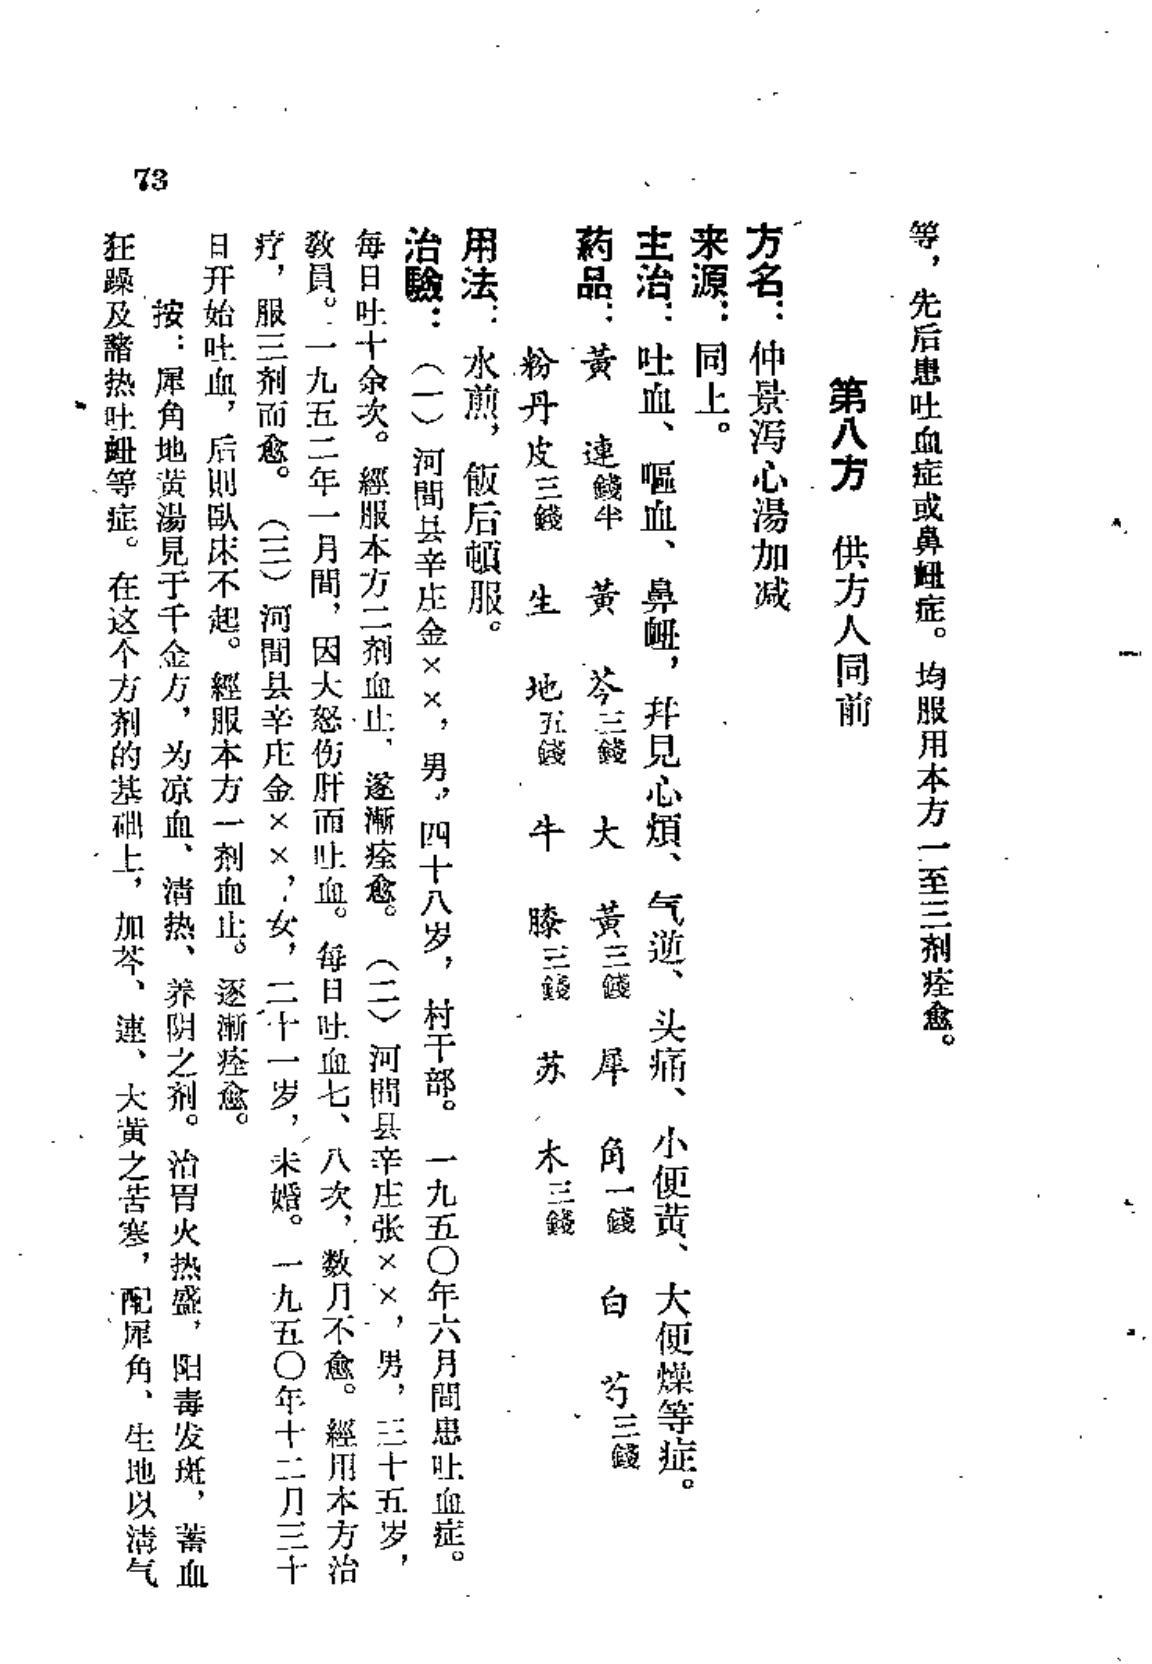 等，先后患吐血症或鼻衄症。均服用本方一至三剂痊愈。
第八方　供方人同前
方名：仲景泻心湯加减
来源：同上。
主治：吐血、嘔血、鼻衄，幷見心煩、气逆、头痛、小便黄、大便燥等症。
葯品：黃連錢半　黃芩三錢　大黃三錢　犀角一錢　白芍三錢
粉丹皮三錢　生地五錢　牛膝三錢　苏木三錢
用法：水煎，飯后頓服。
治驗：（一）河間县辛庄金××，男，四十八岁，村干部。一九五〇年六月間患吐血症。
每日吐十余次。經服本方二剂血止，遂漸痊愈。（二）河間县辛庄张××，男，三十五岁，
敎員。一九五二年一月間，因大怒伤肝而吐血。每日吐血七、八次，数月不愈。經用本方治
疗，服三剂而愈。（三）河間县辛庄金××，女，二十一岁，未婚。一九五〇年十二月三十
日开始吐血，后則臥床不起。經服本方一剂血止。逐漸痊愈。
按：犀角地黄湯見于千金方，为凉血、清热、养阴之剂。治胃火热盛，阳毒发斑，蓄血
狂躁及諸热吐衄等症。在这个方剂的基础上，加芩、連、大黃之苦寒，配犀角、生地以清气
73